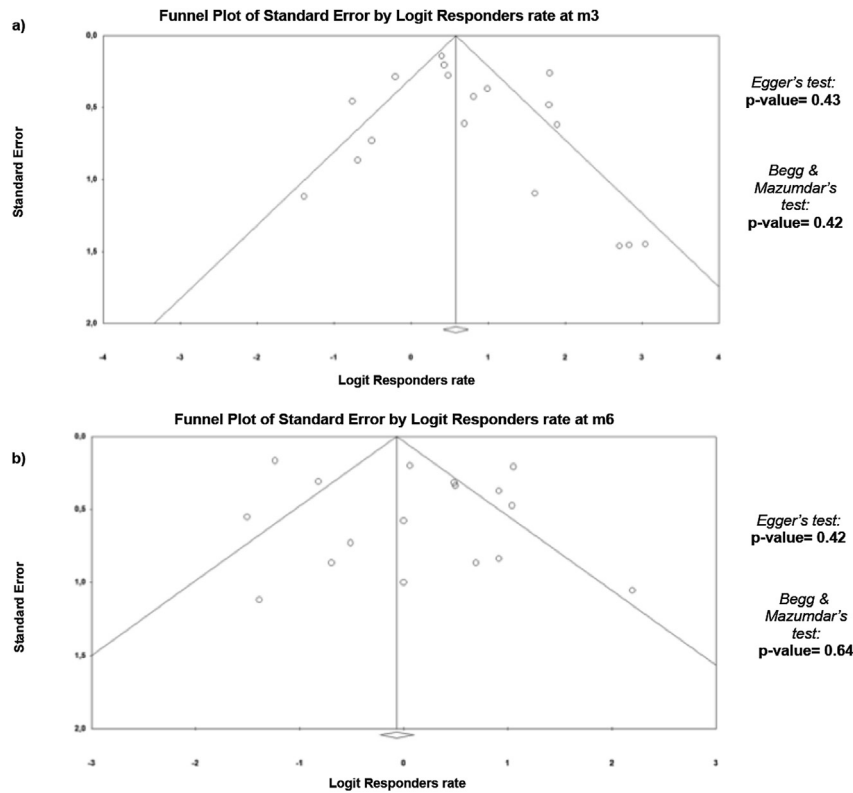 a)
Funnel Plot of Standard Error by Logit Responders rate at m3
Standard Error
0,0
0,5
1,0
1,5
2,0
-4 -3 -2 -1 0 1 2 3 4
Logit Responders rate
Egger's test:
p-value= 0.43
Begg &
Mazumdar's
test:
p-value= 0.42
b)
Funnel Plot of Standard Error by Logit Responders rate at m6
Standard Error
0,0
0,5
1,0
1,5
2,0
-3 -2 -1 0 1 2 3
Logit Responders rate
Egger's test:
p-value= 0.42
Begg &
Mazumdar's
test:
p-value= 0.64